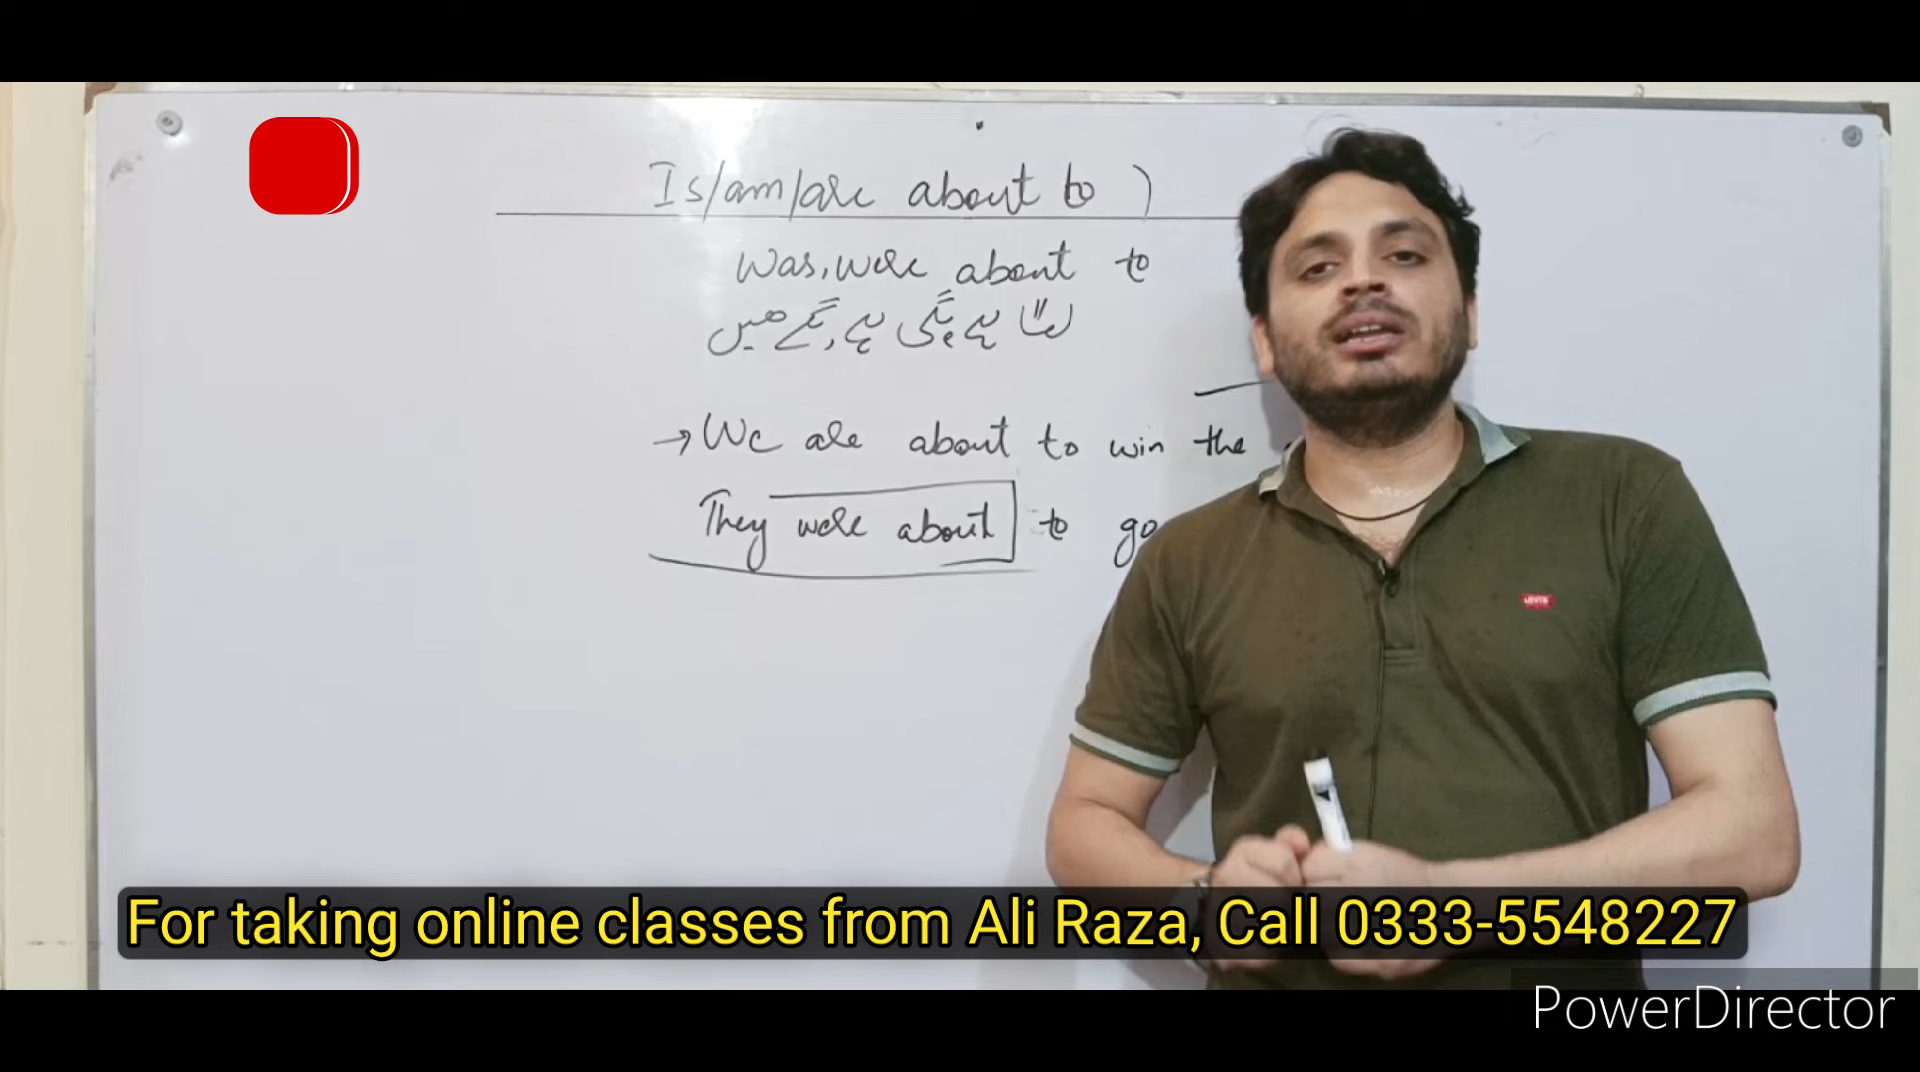 Is/am/are about to )
Was, were about to
→ We are about to win the
They were about to go
LEVI'S
For taking online classes from Ali Raza, Call 0333-5548227
PowerDirector